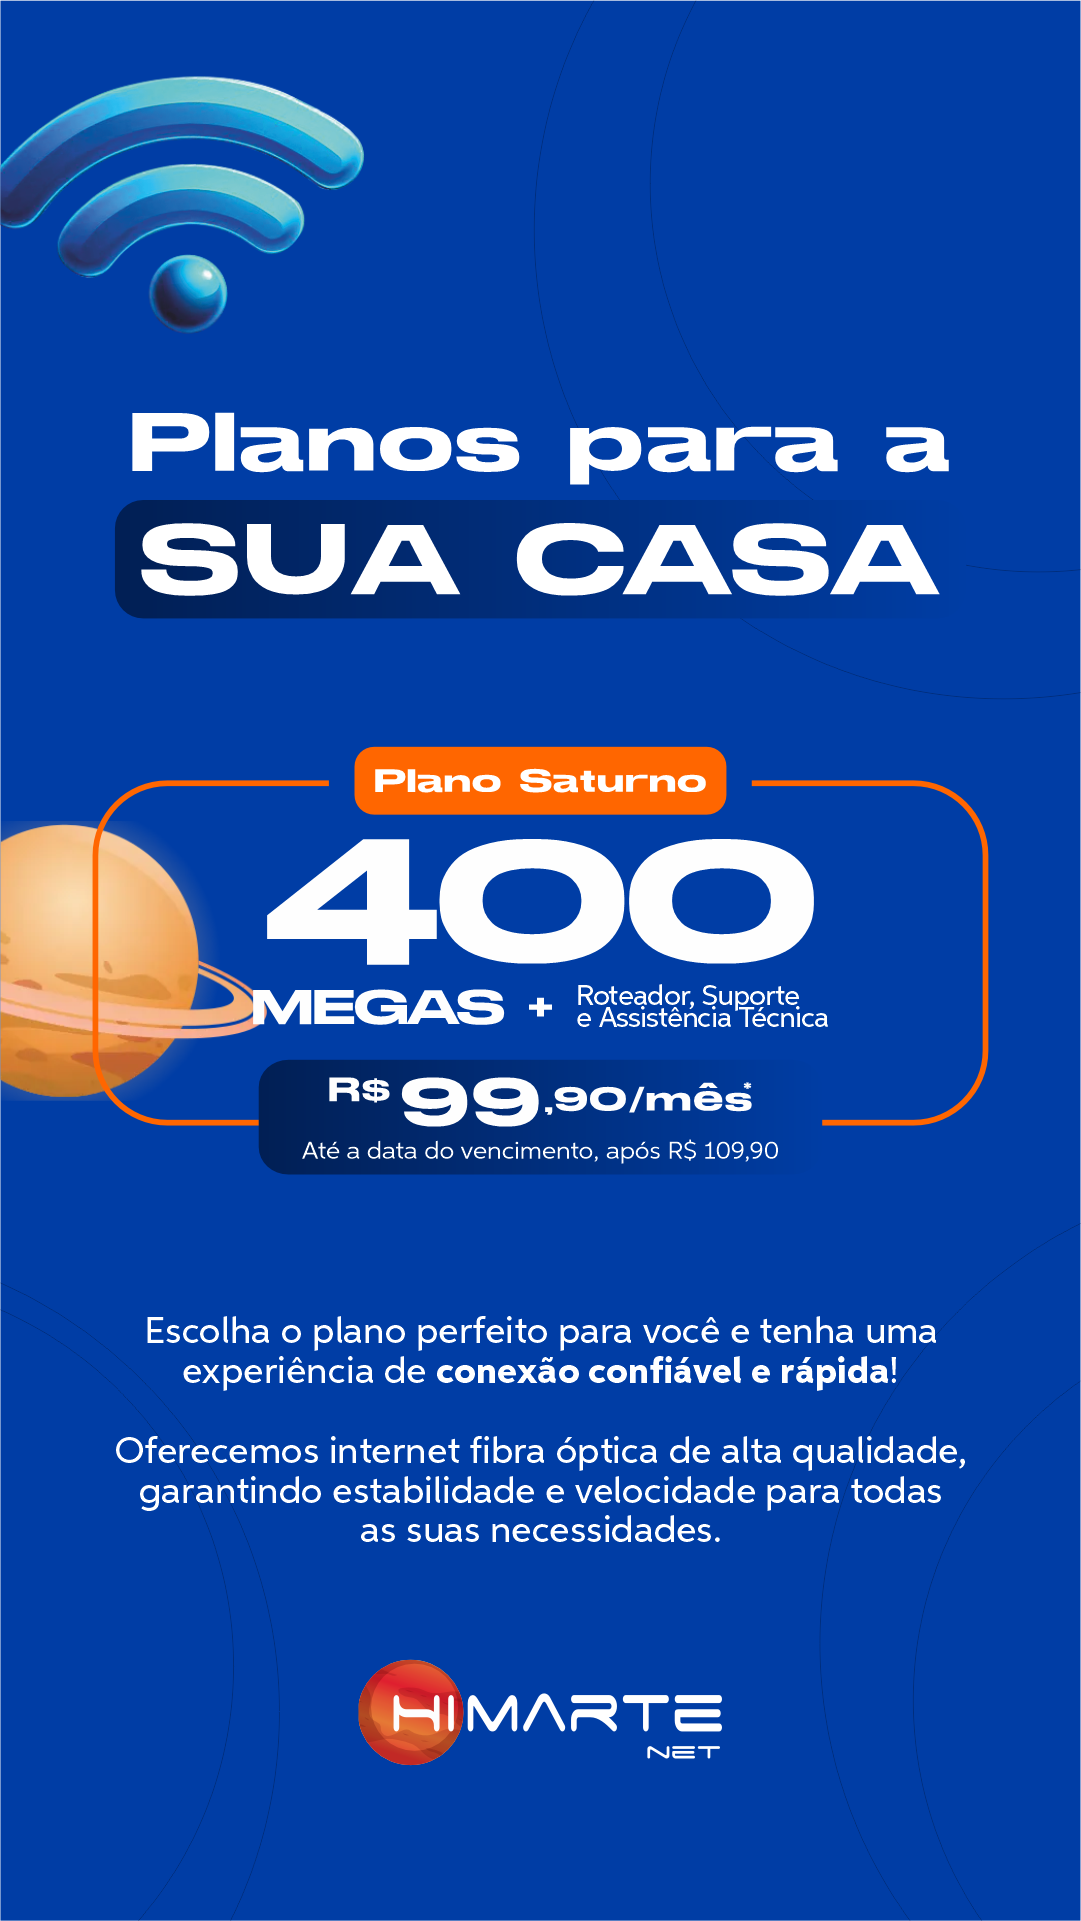 Planos para a
SUA CASA
Plano Saturno
400
MEGAS + Roteador, Suporte
e Assistência Técnica
R$ 99,90/mês*
Até a data do vencimento, após R$ 109,90
Escolha o plano perfeito para você e tenha uma
experiência de conexão confiável e rápida!
Oferecemos internet fibra óptica de alta qualidade,
garantindo estabilidade e velocidade para todas
as suas necessidades.
HIMARTE
NET